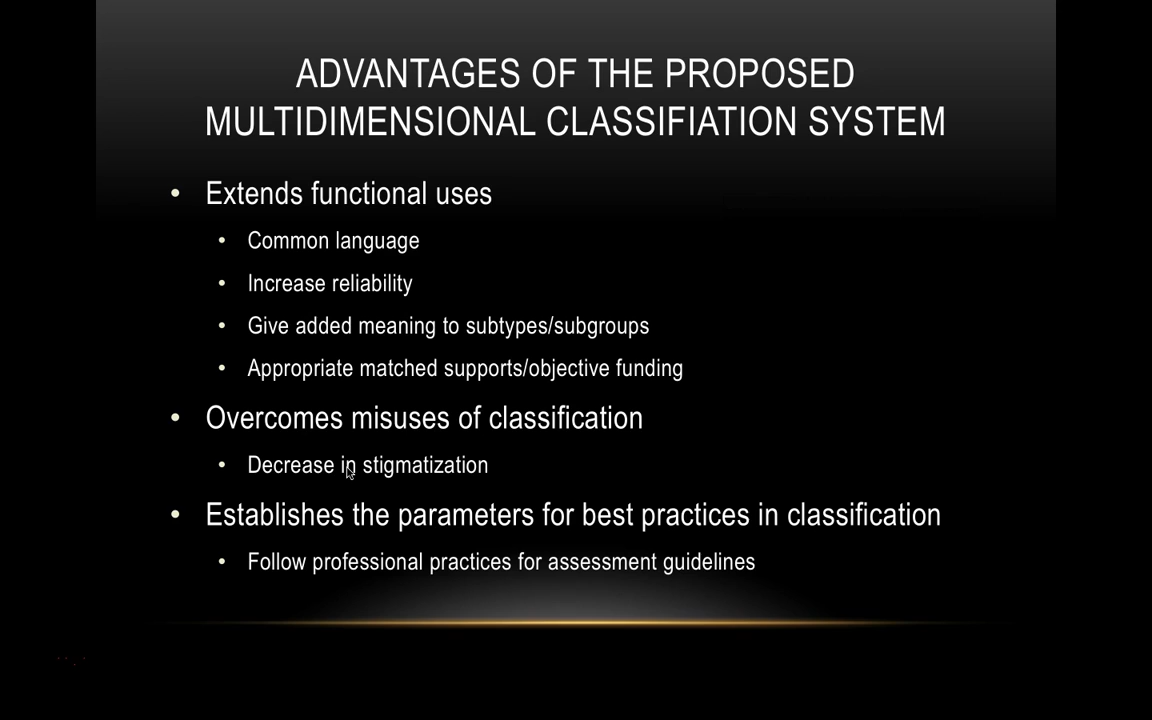 ADVANTAGES OF THE PROPOSED
MULTIDIMENSIONAL CLASSIFIATION SYSTEM
• Extends functional uses
• Common language
• Increase reliability
• Give added meaning to subtypes/subgroups
• Appropriate matched supports/objective funding
• Overcomes misuses of classification
• Decrease in stigmatization
• Establishes the parameters for best practices in classification
• Follow professional practices for assessment guidelines